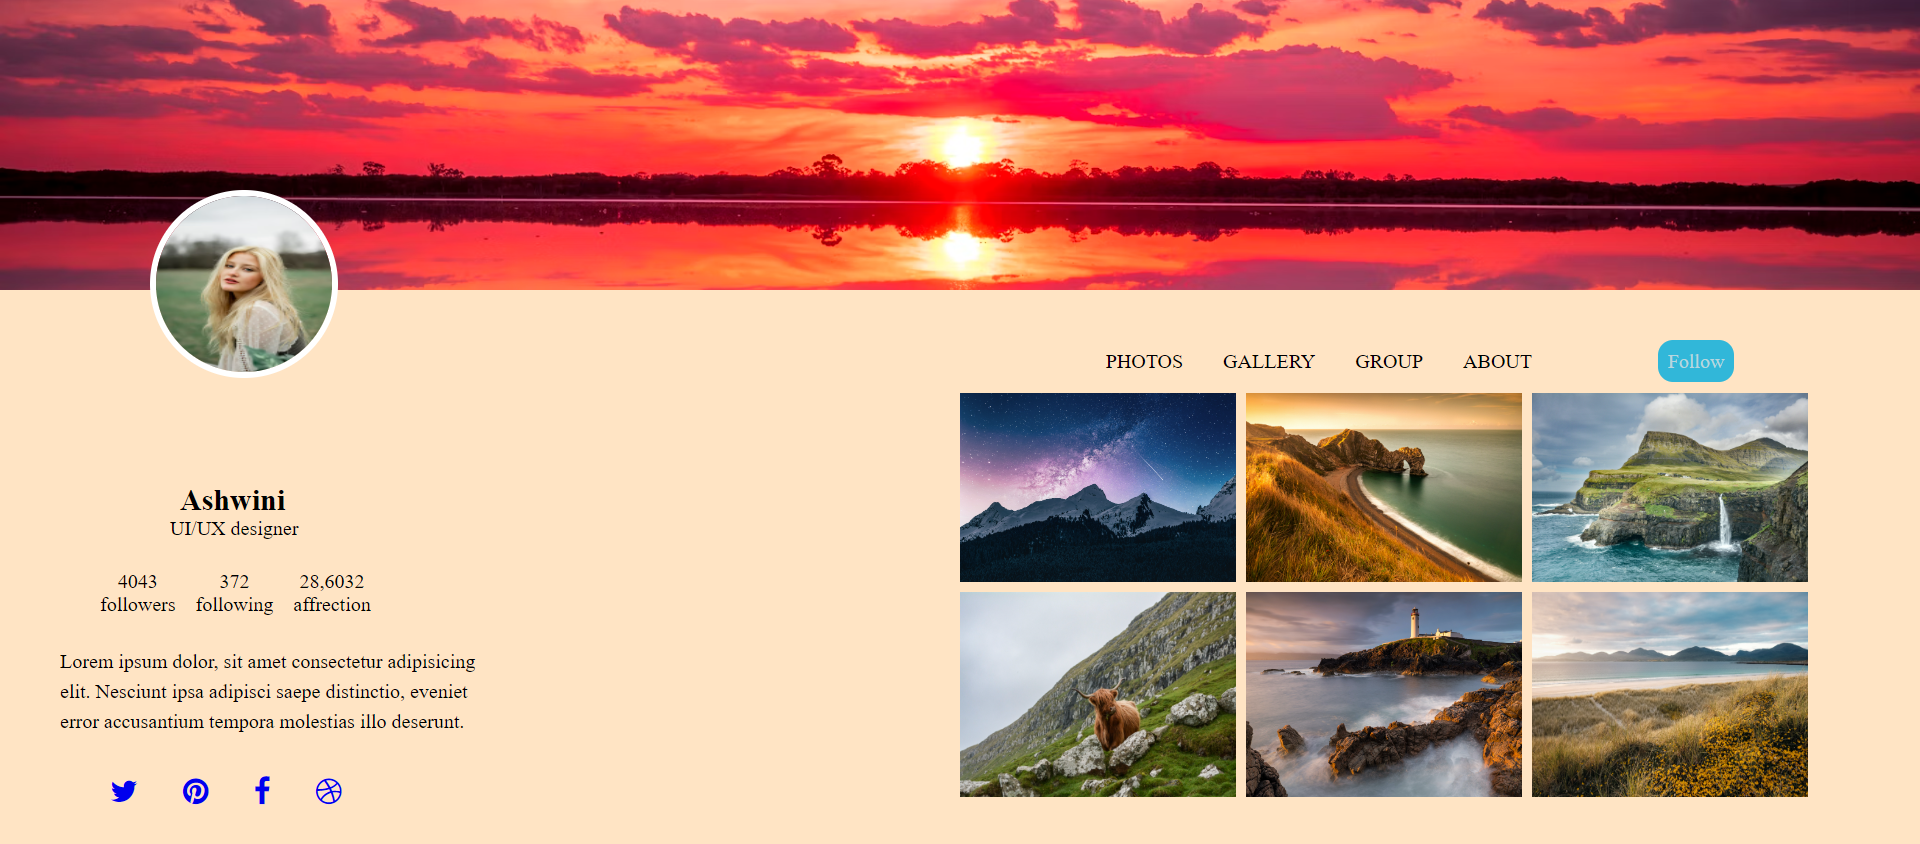 PHOTOS GALLERY GROUP ABOUT Follow
Ashwini
UI/UX designer
4043 372 28,6032
followers following affrection
Lorem ipsum dolor, sit amet consectetur adipisicing
elit. Nesciunt ipsa adipisci saepe distinctio, eveniet
error accusantium tempora molestias illo deserunt.